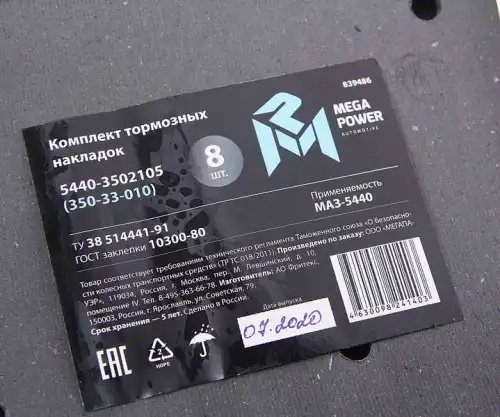 839486
MEGA
POWER
AUTOMOTIVE
Комплект тормозных
накладок
5440-3502105
(350-33-010)
8
шт.
ТУ 38 514441-91
ГОСТ заклепки 10300-80
Применяемость
МАЗ-5440
Товар соответствует требованиям технического регламента Таможенного союза «О безопасно-
сти колесных транспортных средств» (ТР ТС 018/2011). Произведено по заказу: ООО «МЕГАПА-
УЭР», 119034, Россия, г. Москва, пер. М. Левшинский, д. 10,
помещение IV. Тел. 8-495-363-66-78. Изготовитель: АО Фритекс,
150003, Россия, г. Ярославль, ул. Советская, 79.
Срок хранения — 5 лет. Сделано в России.
Дата выпуска
07.2020
EAC
2
HDPE
4630098241403